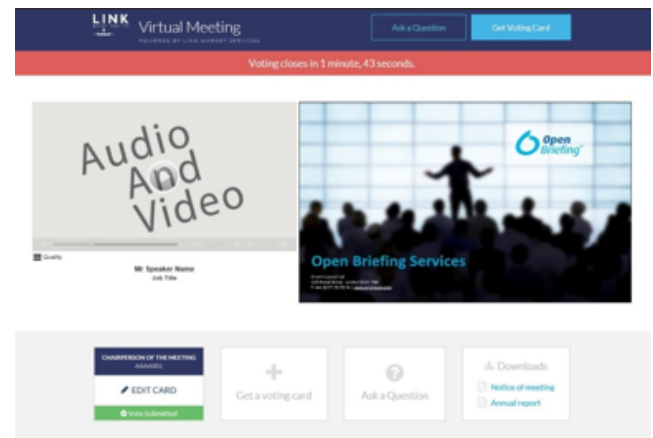 LINK
Virtual Meeting
POWERED BY LINK MARKET SERVICES
Ask a Question
Get Voting Card
Voting closes in 1 minute, 43 seconds.
Audio
And
Video
Quality
Mr Speaker Name
Job Title
Open
Briefing
Open Briefing Services
CHAIRPERSON OF THE MEETING
EDIT CARD
Vote Submitted
Get a voting card
Ask a Question
Downloads
Notice of meeting
Annual report